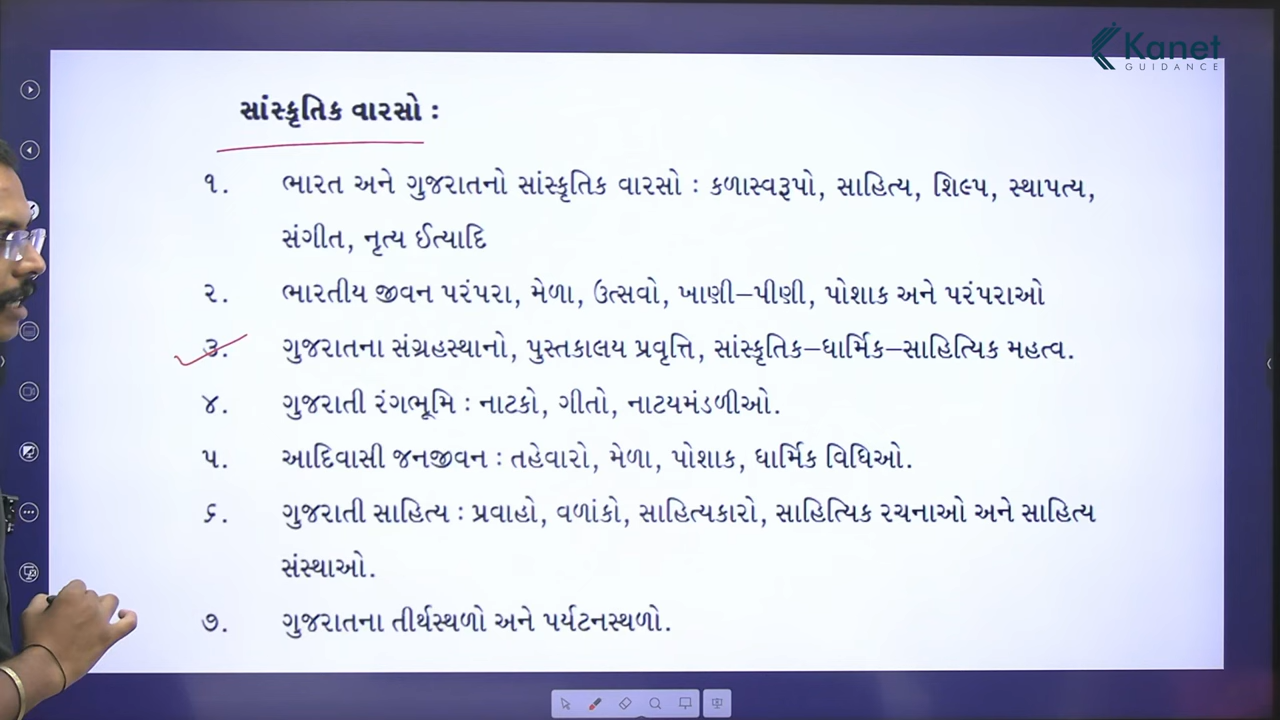 Kanet
GUIDANCE
સાંસ્કૃતિક વારસો :
૧. ભારત અને ગુજરાતનો સાંસ્કૃતિક વારસો : કળાસ્વરૂપો, સાહિત્ય, શિલ્પ, સ્થાપત્ય,
સંગીત, નૃત્ય ઈત્યાદિ
૨. ભારતીય જીવન પરંપરા, મેળા, ઉત્સવો, ખાણી–પીણી, પોશાક અને પરંપરાઓ
૩. ગુજરાતના સંગ્રહસ્થાનો, પુસ્તકાલય પ્રવૃત્તિ, સાંસ્કૃતિક–ધાર્મિક–સાહિત્યિક મહત્વ.
૪. ગુજરાતી રંગભૂમિ : નાટકો, ગીતો, નાટયમંડળીઓ.
૫. આદિવાસી જનજીવન : તહેવારો, મેળા, પોશાક, ધાર્મિક વિધિઓ.
૬. ગુજરાતી સાહિત્ય : પ્રવાહો, વળાંકો, સાહિત્યકારો, સાહિત્યિક રચનાઓ અને સાહિત્ય
સંસ્થાઓ.
૭. ગુજરાતના તીર્થસ્થળો અને પર્યટનસ્થળો.